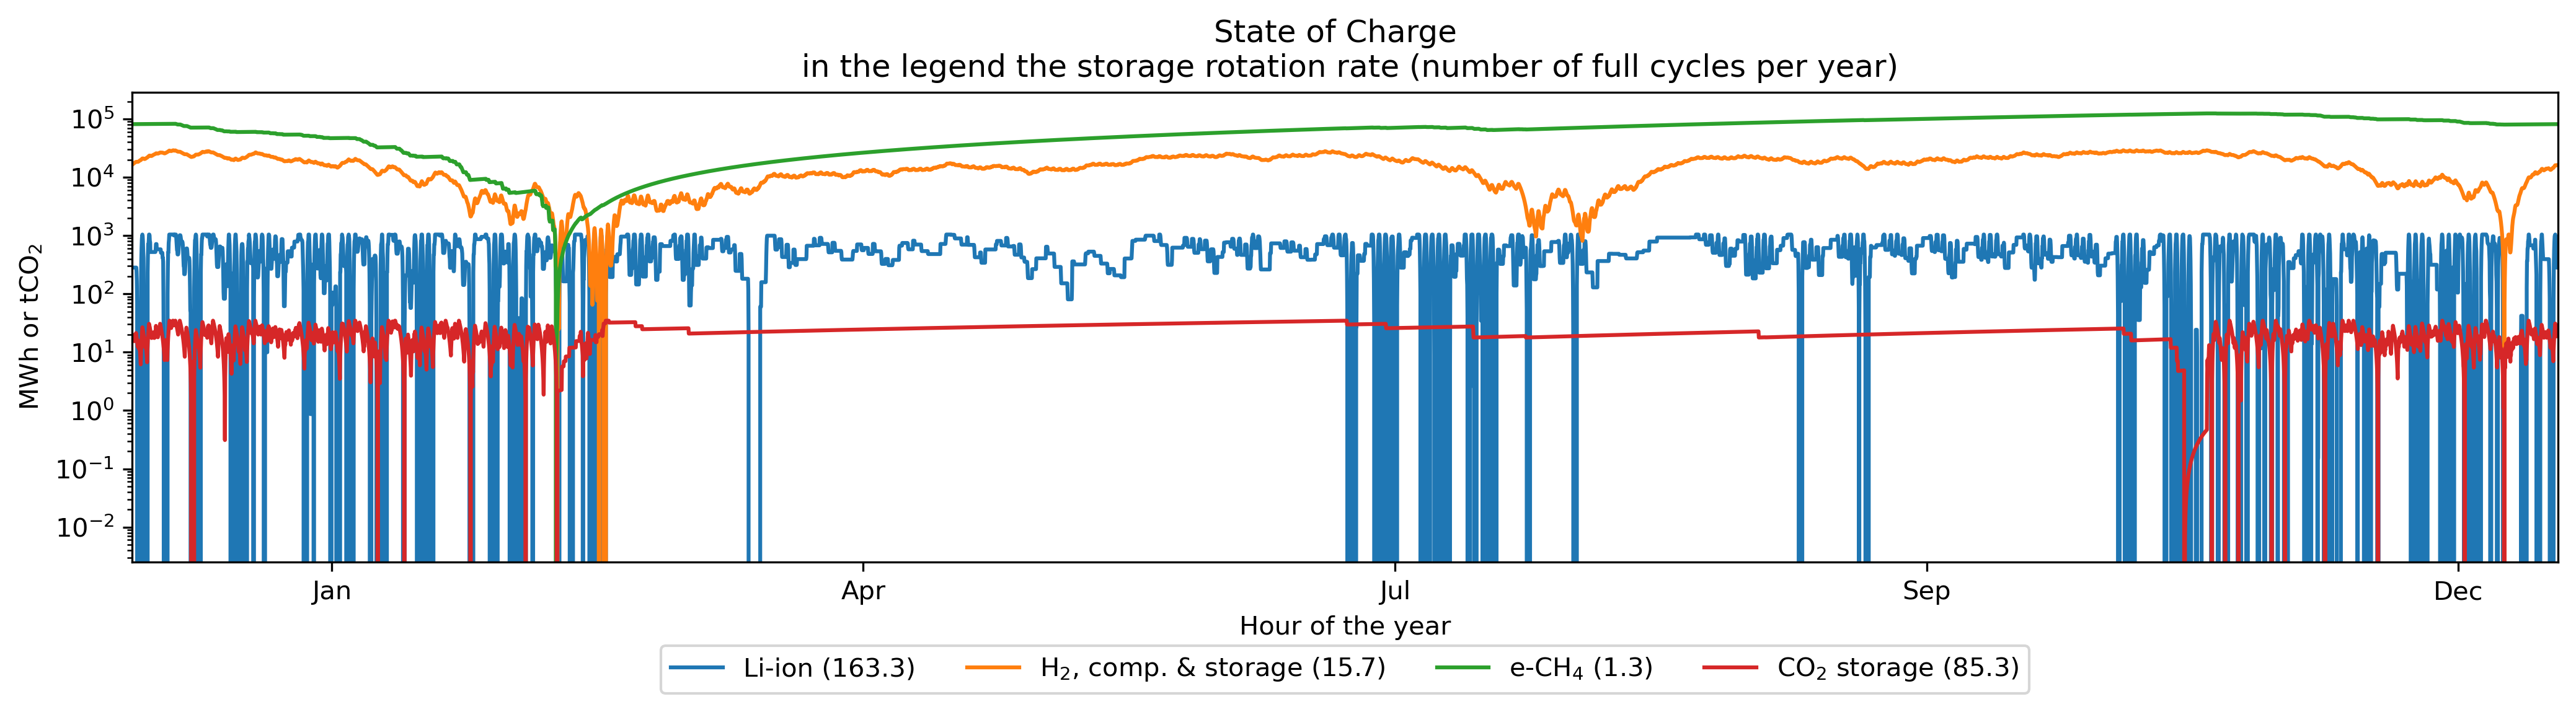 State of Charge
in the legend the storage rotation rate (number of full cycles per year)
MWh or tCO₂
10⁵
10⁴
10³
10²
10¹
10⁰
10⁻¹
10⁻²
Jan Apr Jul Sep Dec
Hour of the year
Li-ion (163.3) H₂, comp. & storage (15.7) e-CH₄ (1.3) CO₂ storage (85.3)